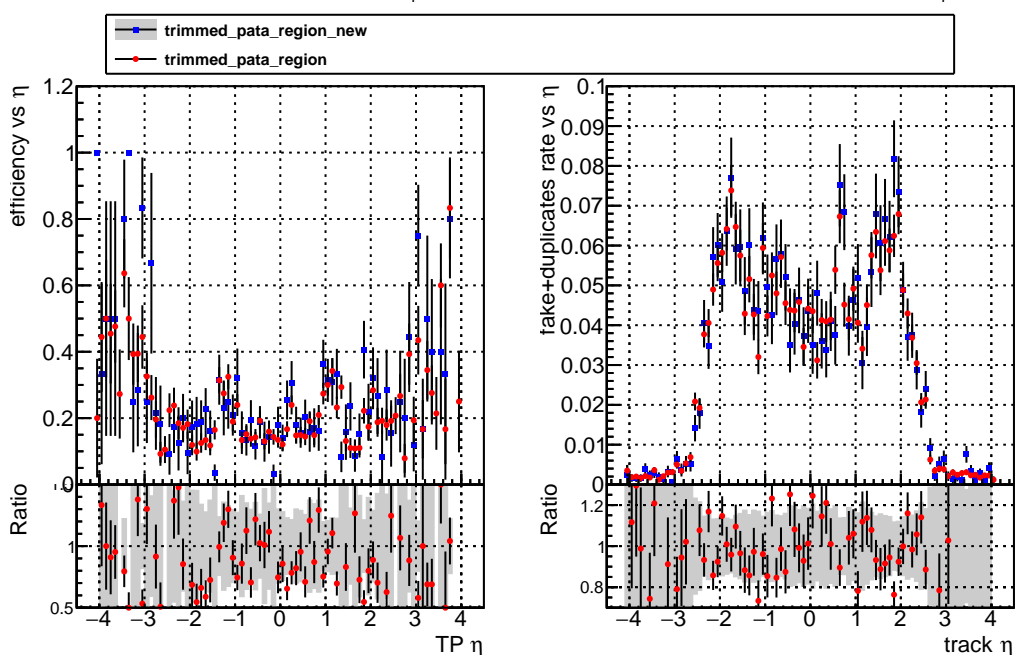 trimmed_pata_region_new
trimmed_pata_region
efficiency vs η
1.2
1
0.8
0.6
0.4
0.2
0
Ratio
1
0.5
−4 −3 −2 −1 0 1 2 3 4
TP η
fake+duplicates rate vs η
0.1
0.09
0.08
0.07
0.06
0.05
0.04
0.03
0.02
0.01
0
Ratio
1.2
1
0.8
−4 −3 −2 −1 0 1 2 3 4
track η